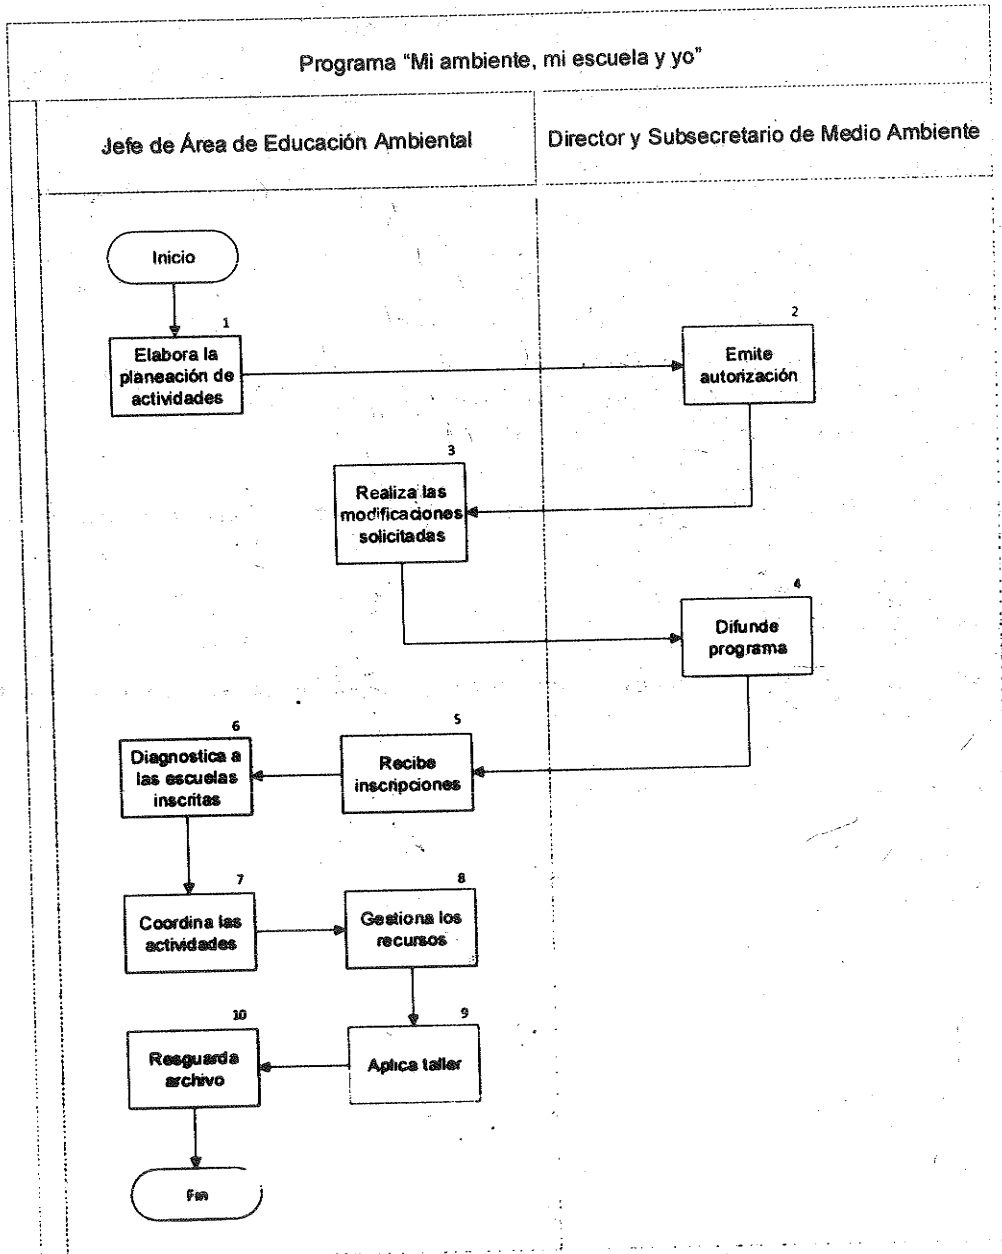 Programa “Mi ambiente, mi escuela y yo”
Jefe de Área de Educación Ambiental
Director y Subsecretario de Medio Ambiente
Inicio
1
Elabora la
planeación de
actividades
2
Emite
autorización
3
Realiza las
modificaciones
solicitadas
4
Difunde
programa
5
Recibe
inscripciones
6
Diagnostica a
las escuelas
inscritas
7
Coordina las
actividades
8
Gestiona los
recursos
9
Aplica taller
10
Resguarda
archivo
Fin